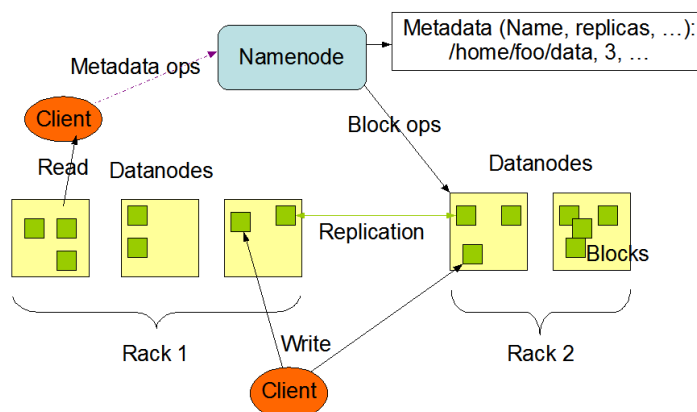 Metadata (Name, replicas, …):
/home/foo/data, 3, …
Namenode
Metadata ops
Client
Block ops
Read
Datanodes
Datanodes
Replication
Blocks
Write
Rack 1
Rack 2
Client